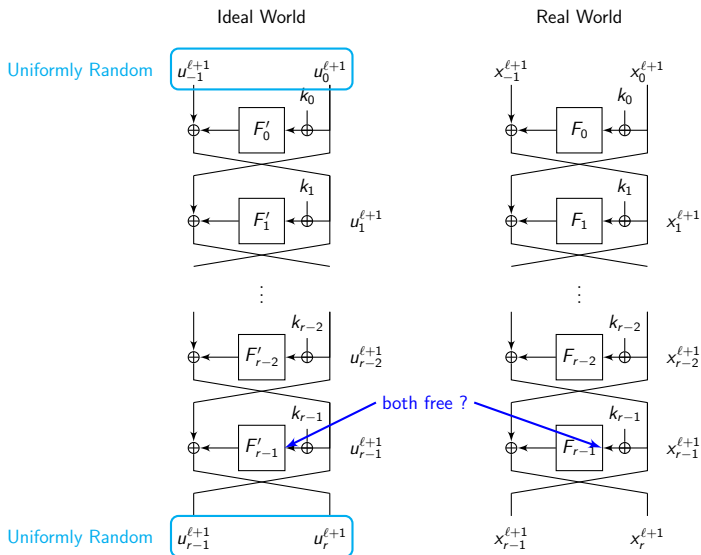 Ideal World
Real World
Uniformly Random
u_{-1}^{ℓ+1}
u_0^{ℓ+1}
x_{-1}^{ℓ+1}
x_0^{ℓ+1}
k_0
k_0
F'_0
F_0
k_1
k_1
F'_1
u_1^{ℓ+1}
F_1
x_1^{ℓ+1}
⋮
⋮
k_{r−2}
k_{r−2}
F'_{r−2}
u_{r−2}^{ℓ+1}
F_{r−2}
x_{r−2}^{ℓ+1}
both free ?
k_{r−1}
k_{r−1}
F'_{r−1}
u_{r−1}^{ℓ+1}
F_{r−1}
x_{r−1}^{ℓ+1}
Uniformly Random
u_{r−1}^{ℓ+1}
u_r^{ℓ+1}
x_{r−1}^{ℓ+1}
x_r^{ℓ+1}